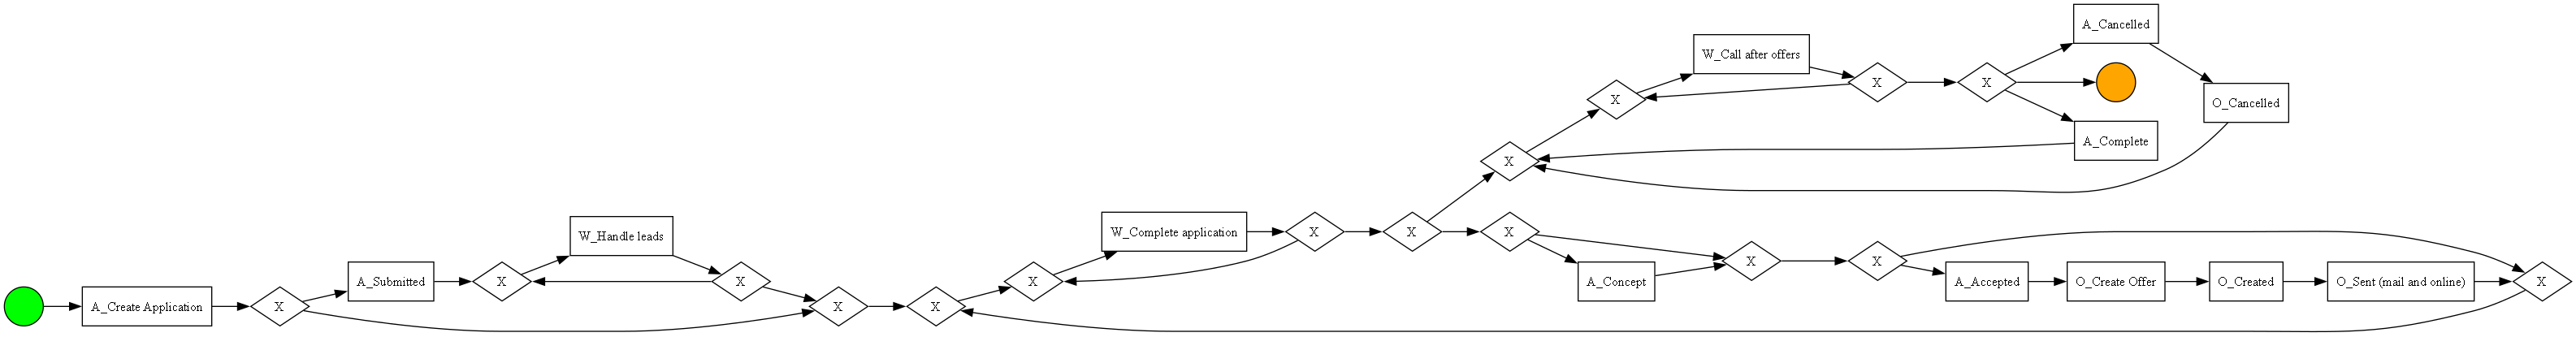 A_Cancelled
W_Call after offers
X
X
X
O_Cancelled
A_Complete
X
W_Handle leads
W_Complete application
X
X
X
A_Submitted
X
X
X
X
X
A_Concept
A_Accepted
O_Create Offer
O_Created
O_Sent (mail and online)
X
A_Create Application
X
X
X